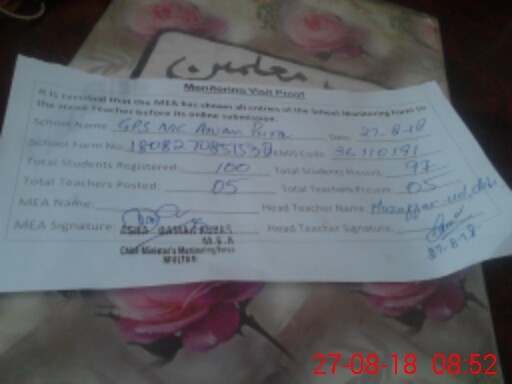 Monitoring Visit Proof
It is certified that the MEA has shown all entries of the School Monitoring Form to
the Head Teacher before its online submission.
School Name: GPS MC Awan Pura Date: 27-8-18
School Form No: 180827085153 EMIS Code: 36110191
Total Students Registered: 100 Total Students Present: 97
Total Teachers Posted: 05 Total Teachers Present: 05
MEA Name: Head Teacher Name: Muzaffar
MEA Signature Head Teacher Signature
M.E.A
Chief Minister's Monitoring Force
MULTAN
27-8-18
27-08-18 08:52